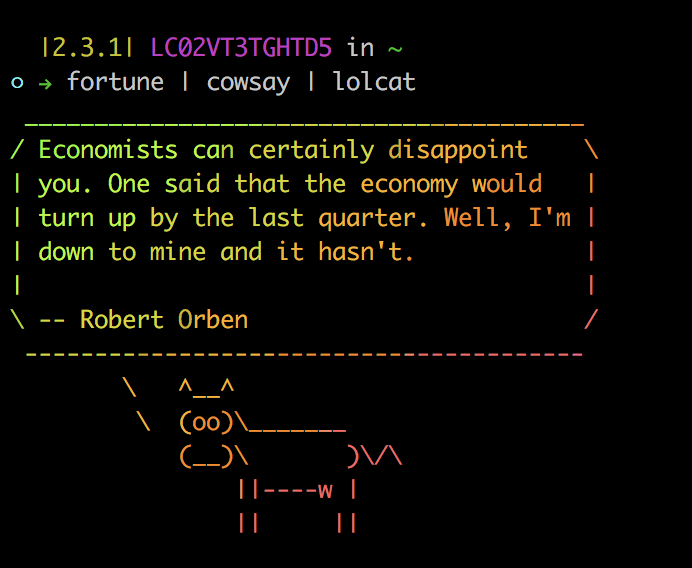 |2.3.1| LC02VT3TGHTD5 in ~
o → fortune | cowsay | lolcat
 ________________________________________
/ Economists can certainly disappoint    \
| you. One said that the economy would   |
| turn up by the last quarter. Well, I'm |
| down to mine and it hasn't.            |
|                                        |
\ -- Robert Orben                        /
 ----------------------------------------
        \   ^__^
         \  (oo)\_______
            (__)\       )\/\
                ||----w |
                ||     ||